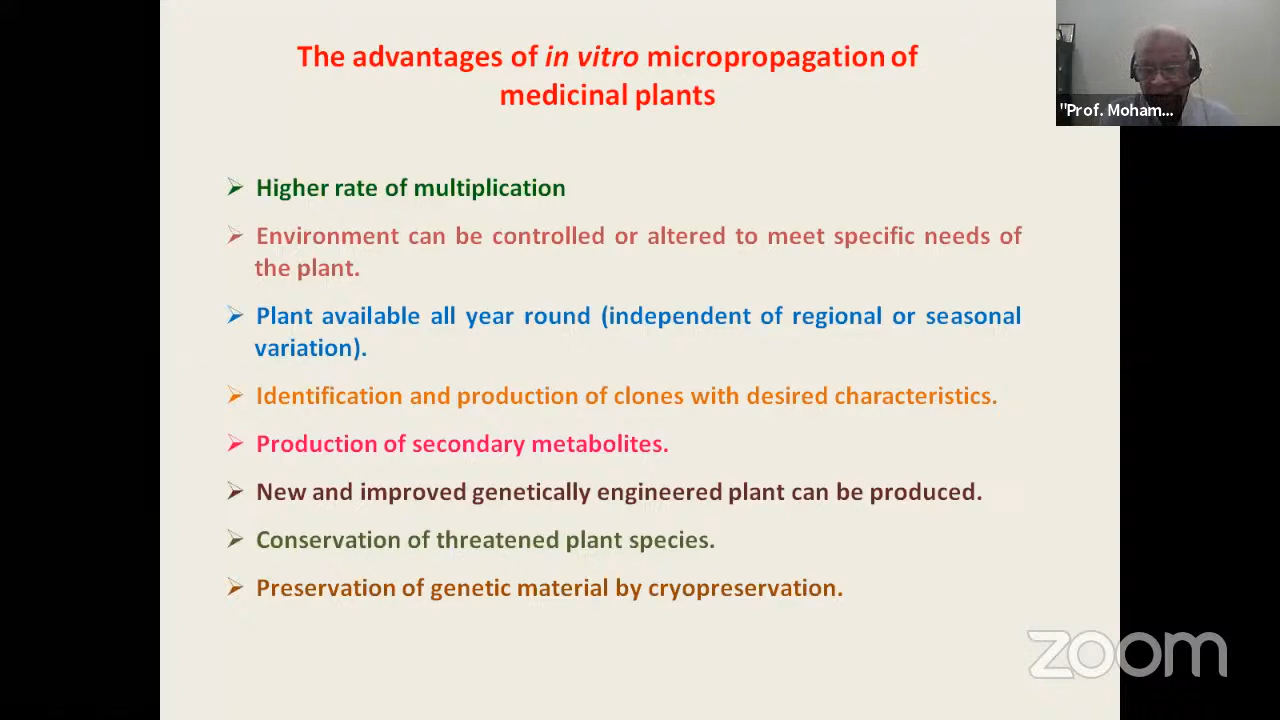 The advantages of in vitro micropropagation of
medicinal plants
"Prof. Moham...
Higher rate of multiplication
Environment can be controlled or altered to meet specific needs of
the plant.
Plant available all year round (independent of regional or seasonal
variation).
Identification and production of clones with desired characteristics.
Production of secondary metabolites.
New and improved genetically engineered plant can be produced.
Conservation of threatened plant species.
Preservation of genetic material by cryopreservation.
zoom